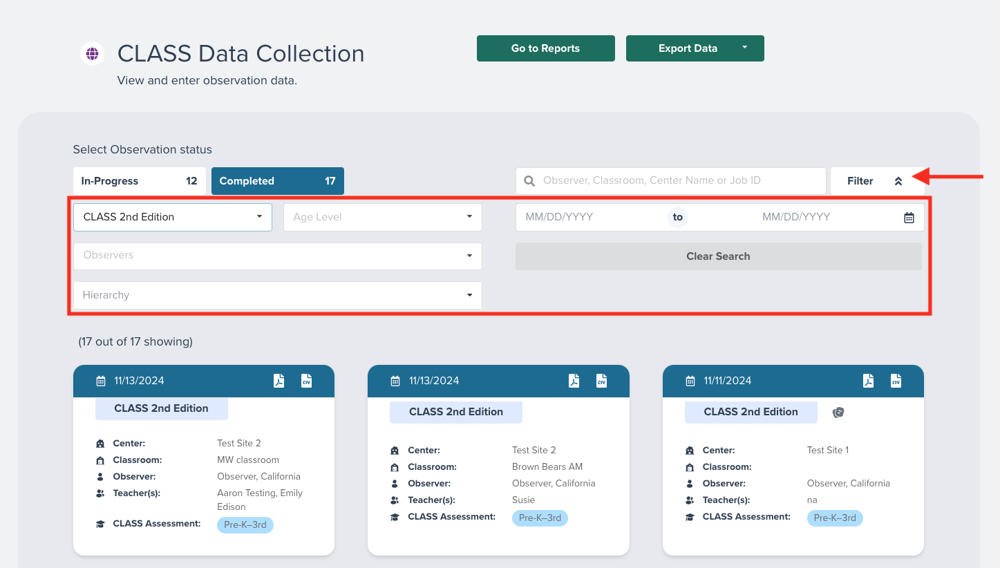 CLASS Data Collection
View and enter observation data.
Go to Reports
Export Data
Select Observation status
In-Progress 12
Completed 17
Observer, Classroom, Center Name or Job ID
Filter
CLASS 2nd Edition
Age Level
MM/DD/YYYY to MM/DD/YYYY
Observers
Clear Search
Hierarchy
(17 out of 17 showing)
11/13/2024
CSV
CLASS 2nd Edition
Center: Test Site 2
Classroom: MW classroom
Observer: Observer, California
Teacher(s): Aaron Testing, Emily
Edison
CLASS Assessment: Pre-K–3rd
11/13/2024
CSV
CLASS 2nd Edition
Center: Test Site 2
Classroom: Brown Bears AM
Observer: Observer, California
Teacher(s): Susie
CLASS Assessment: Pre-K–3rd
11/11/2024
CSV
CLASS 2nd Edition
Center: Test Site 1
Classroom:
Observer: Observer, California
Teacher(s): na
CLASS Assessment: Pre-K–3rd